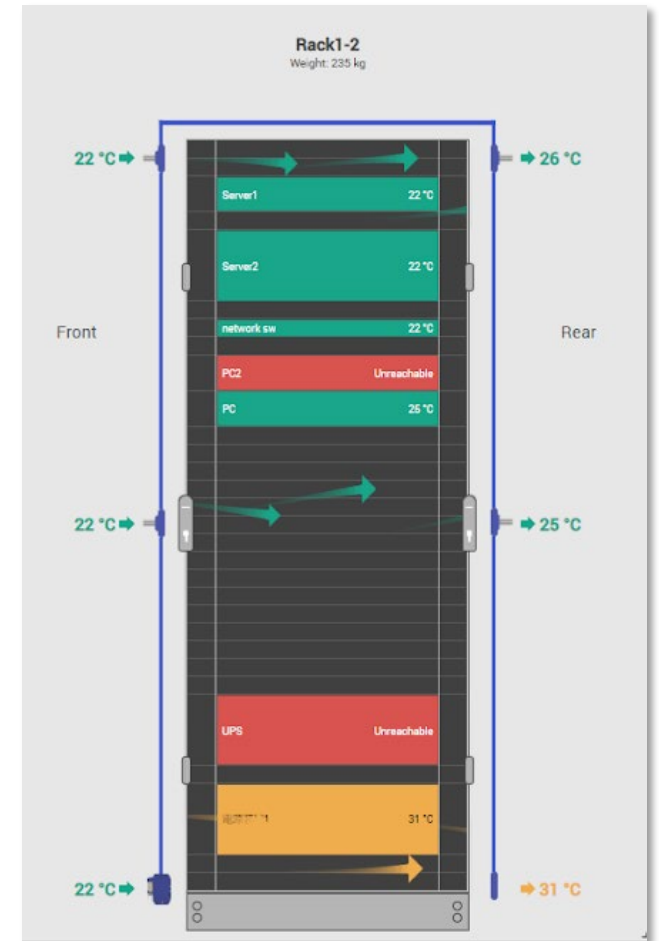 Rack1-2
Weight: 235 kg
22 °C
26 °C
Server1 22 °C
Server2 22 °C
Front
network sw 22 °C
Rear
PC2 Unreachable
PC 25 °C
22 °C
25 °C
UPS Unreachable
31 °C
22 °C
31 °C